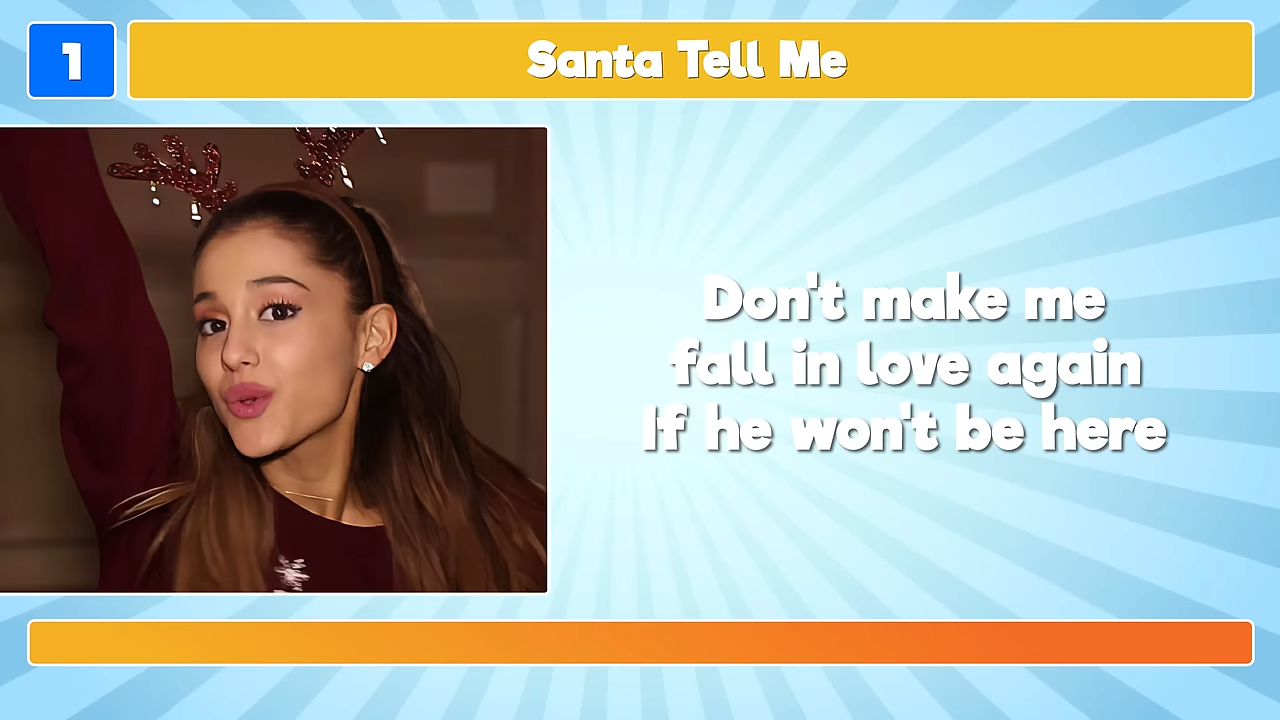 1
Santa Tell Me
Don't make me
fall in love again
If he won't be here